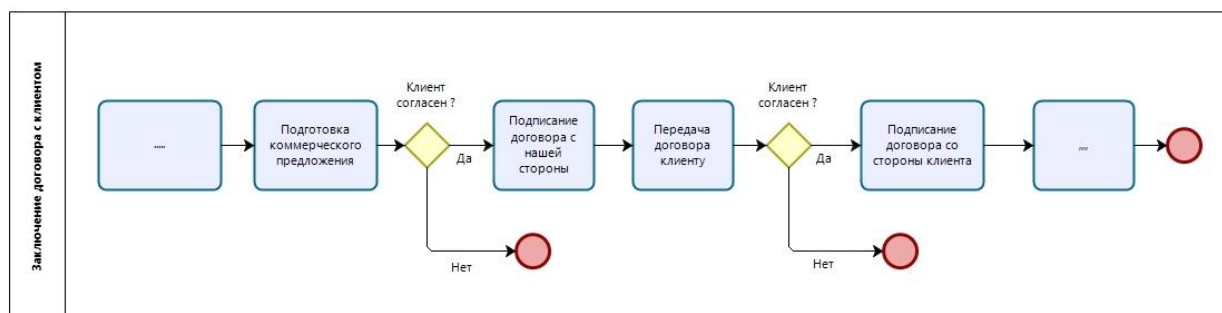 Заключение договора с клиентом
.....
Подготовка
коммерческого
предложения
Клиент
согласен ?
Да
Нет
Подписание
договора с
нашей
стороны
Передача
договора
клиенту
Клиент
согласен ?
Да
Нет
Подписание
договора со
стороны клиента
,,,,